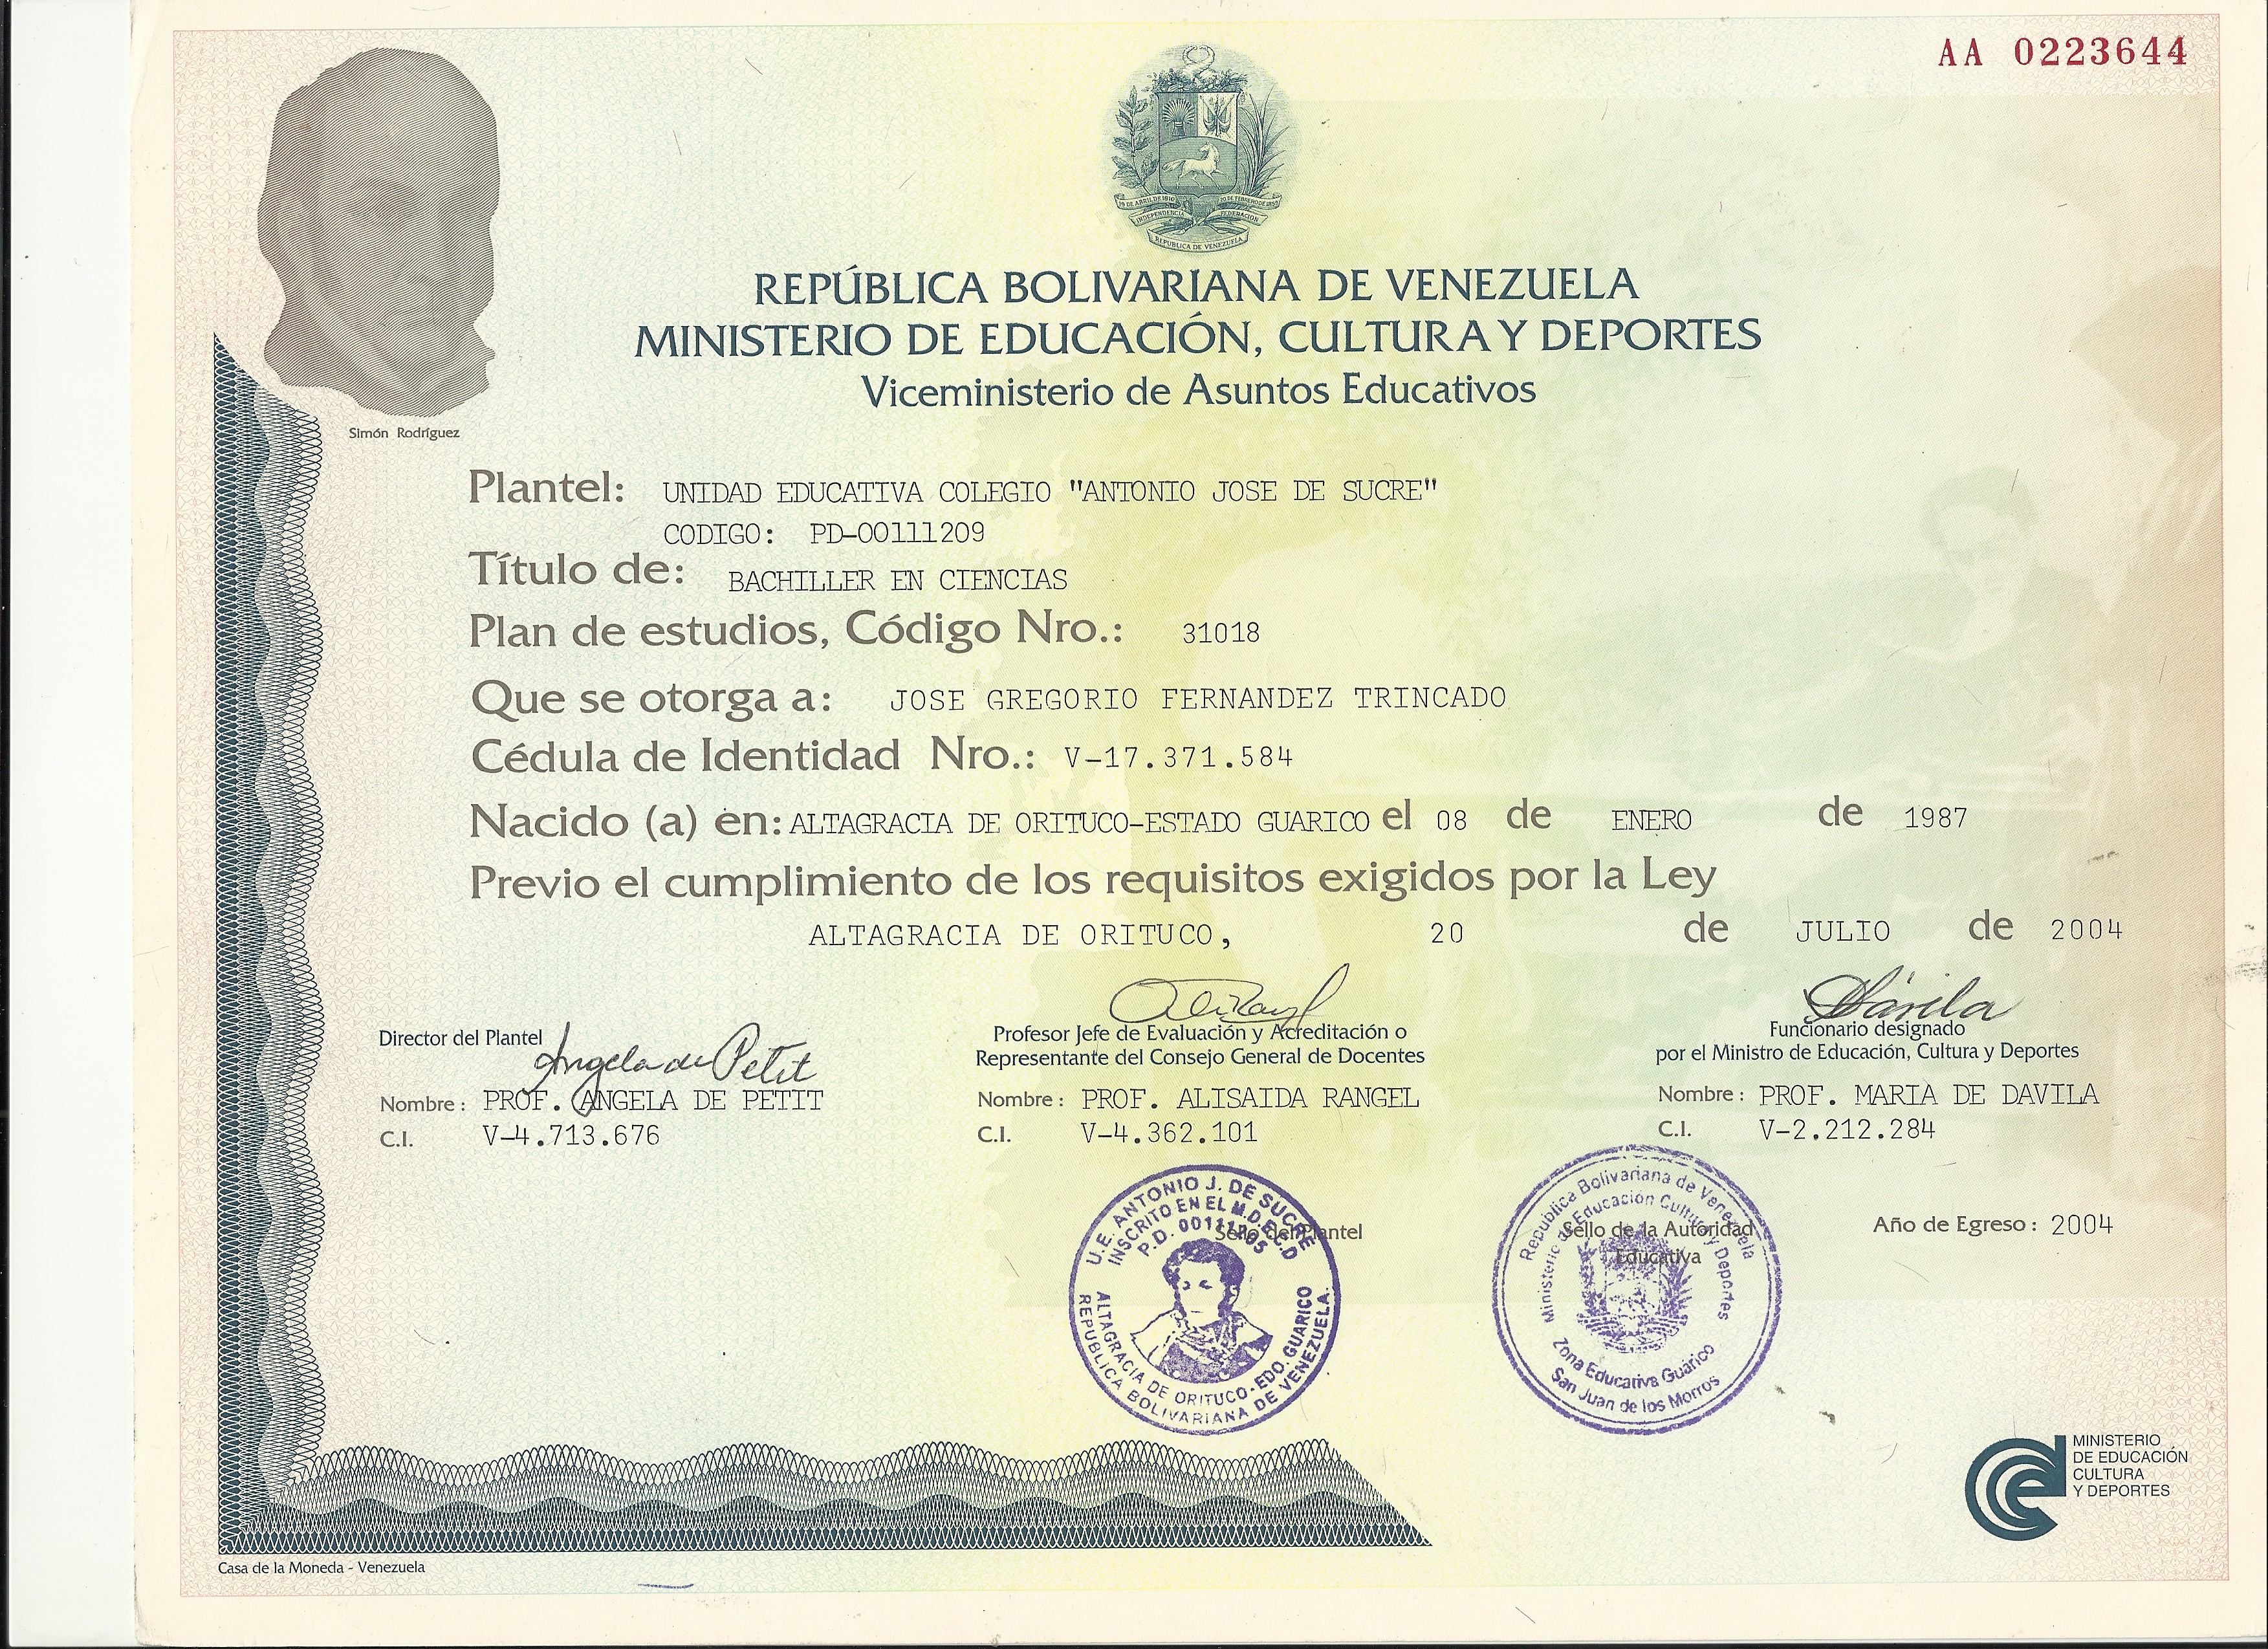 AA 0223644
19 DE ABRIL DE 1810
20 DE FEBRERO DE 1859
INDEPENDENCIA
FEDERACION
REPUBLICA DE VENEZUELA
REPÚBLICA BOLIVARIANA DE VENEZUELA
MINISTERIO DE EDUCACIÓN, CULTURA Y DEPORTES
Viceministerio de Asuntos Educativos
Simón Rodríguez
Plantel: UNIDAD EDUCATIVA COLEGIO "ANTONIO JOSE DE SUCRE"
CODIGO: PD-00111209
Título de: BACHILLER EN CIENCIAS
Plan de estudios, Código Nro.: 31018
Que se otorga a: JOSE GREGORIO FERNANDEZ TRINCADO
Cédula de Identidad Nro.: V-17.371.584
Nacido (a) en: ALTAGRACIA DE ORITUCO-ESTADO GUARICO el 08 de ENERO de 1987
Previo el cumplimiento de los requisitos exigidos por la Ley
ALTAGRACIA DE ORITUCO, 20 de JULIO de 2004
Director del Plantel
Angela de Petit
Nombre: PROF. ANGELA DE PETIT
C.I. V-4.713.676
Profesor Jefe de Evaluación y Acreditación o
Representante del Consejo General de Docentes
Nombre: PROF. ALISAIDA RANGEL
C.I. V-4.362.101
Dávila
Funcionario designado
por el Ministro de Educación, Cultura y Deportes
Nombre: PROF. MARIA DE DAVILA
C.I. V-2.212.284
Sello del Plantel
U.E. ANTONIO J. DE SUCRE
INSCRITO EN EL M.D.E.C.D
P.D.
ALTAGRACIA DE ORITUCO-EDO. GUARICO
REPUBLICA BOLIVARIANA DE VENEZUELA.
Sello de la Autoridad
Educativa
Republica Bolivariana de Venezuela
Ministerio de Educación Cultura y Deportes
Zona Educativa Guárico
San Juan de los Morros
Año de Egreso: 2004
MINISTERIO
DE EDUCACIÓN
CULTURA
Y DEPORTES
Casa de la Moneda - Venezuela